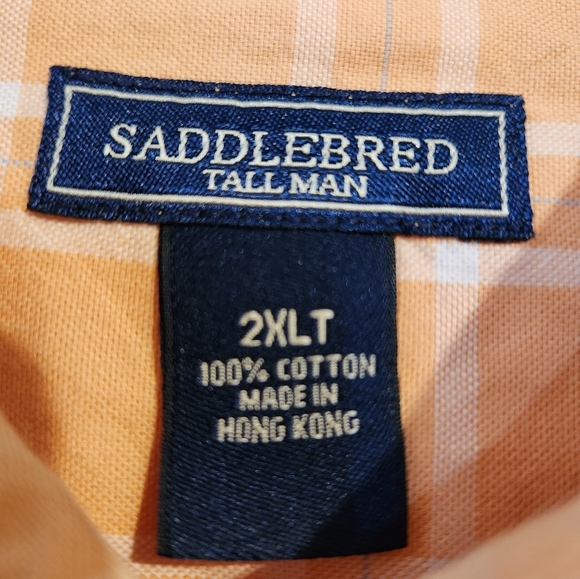 SADDLEBRED
TALL MAN
2XLT
100% COTTON
MADE IN
HONG KONG